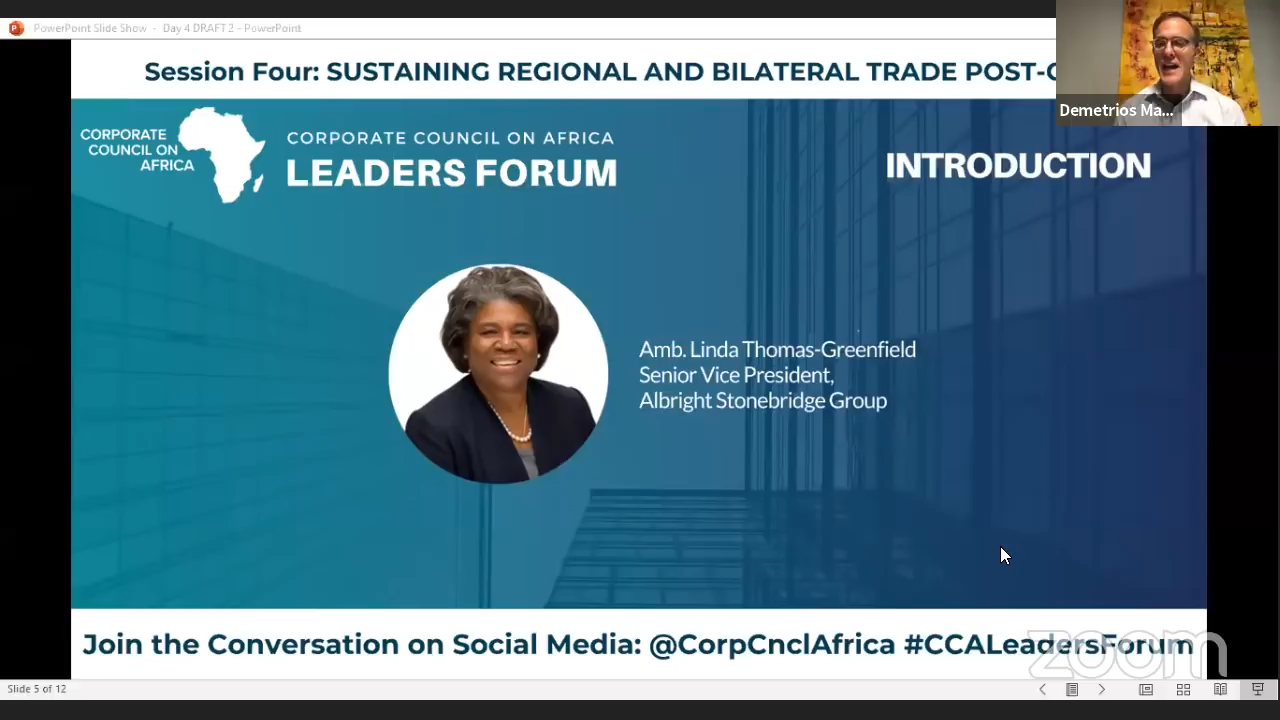 PowerPoint Slide Show - Day 4 DRAFT 2 - PowerPoint
Session Four: SUSTAINING REGIONAL AND BILATERAL TRADE POST-
Demetrios Ma...
CORPORATE
COUNCIL ON
AFRICA
CORPORATE COUNCIL ON AFRICA
LEADERS FORUM
INTRODUCTION
Amb. Linda Thomas-Greenfield
Senior Vice President,
Albright Stonebridge Group
Join the Conversation on Social Media: @CorpCnclAfrica #CCALeadersForum
zoom
Slide 5 of 12